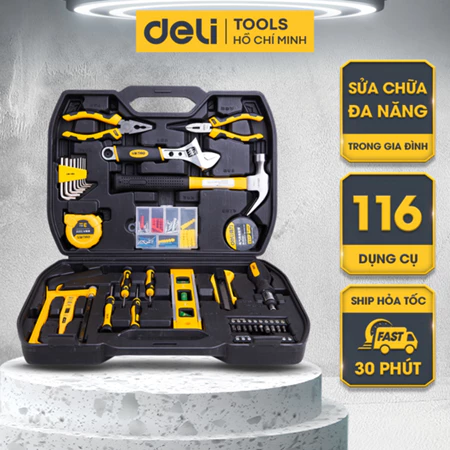 deli
TOOLS
HỒ CHÍ MINH
SỬA CHỮA
ĐA NĂNG
TRONG GIA ĐÌNH
116
DỤNG CỤ
SHIP HỎA TỐC
FAST
30 PHÚT
deli